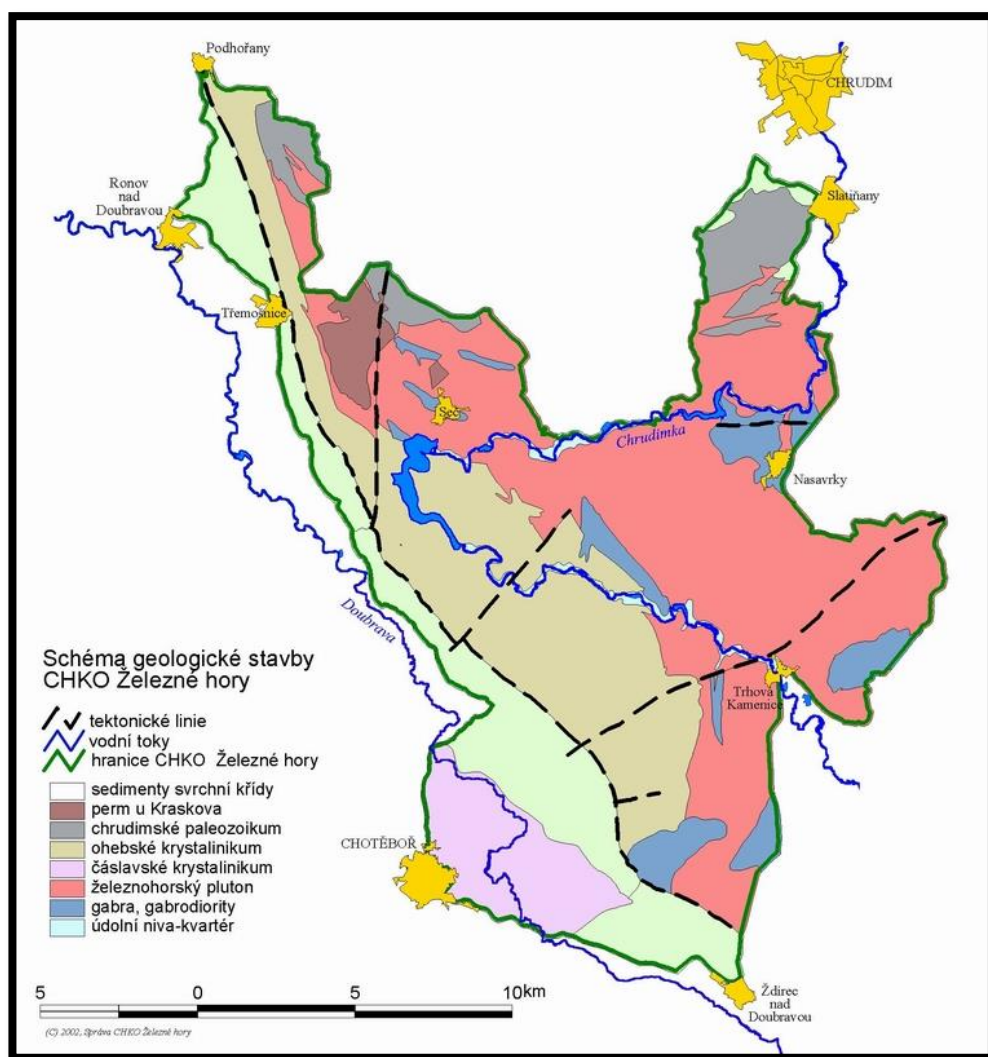 Podhořany
CHRUDIM
Ronov
nad
Doubravou
Slatiňany
Třemošnice
Seč
Chrudimka
Nasavrky
Doubrava
Schéma geologické stavby
CHKO Železné hory
tektonické linie
vodní toky
hranice CHKO Železné hory
sedimenty svrchní křídy
perm u Kraskova
chrudimské paleozoikum
ohebské krystalinikum
čáslavské krystalinikum
železnohorský pluton
gabra, gabrodiority
údolní niva-kvartér
Trhová
Kamenice
CHOTĚBOŘ
Ždírec
nad
Doubravou
5 0 5 10km
(C) 2002, Správa CHKO Železné hory